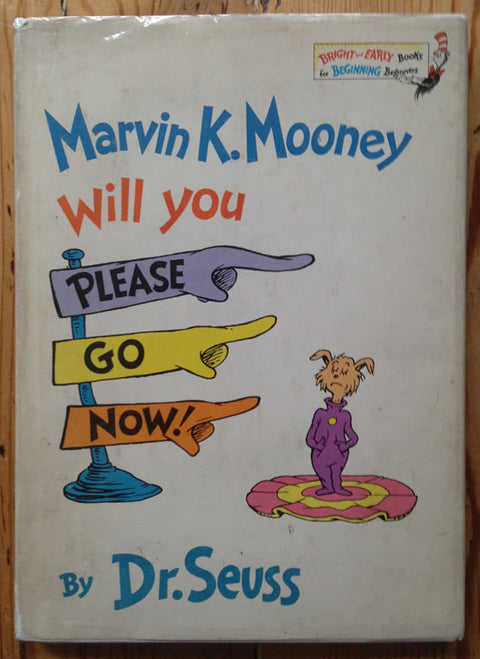 BRIGHT and EARLY BOOKS
for BEGINNING Beginners
Marvin K. Mooney
Will you
PLEASE
GO
NOW!
By Dr. Seuss